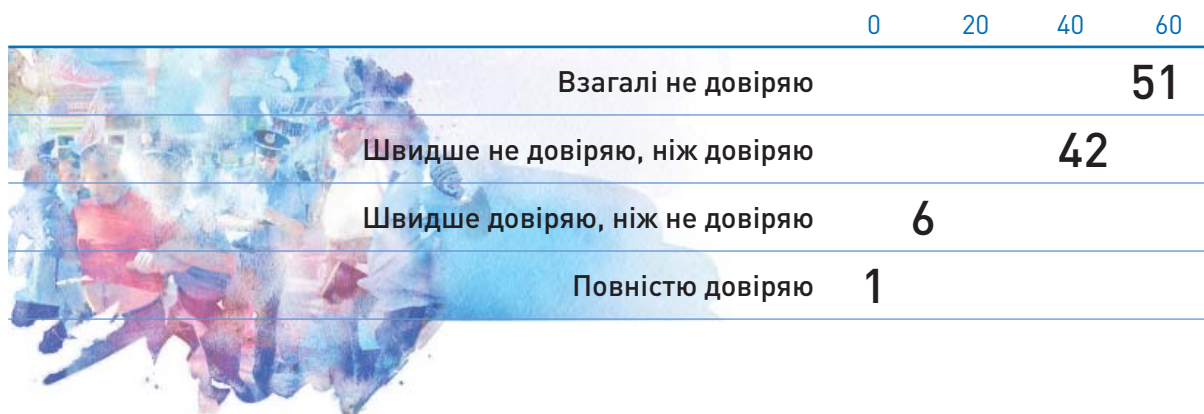 0 20 40 60
Взагалі не довіряю 51
Швидше не довіряю, ніж довіряю 42
Швидше довіряю, ніж не довіряю 6
Повністю довіряю 1